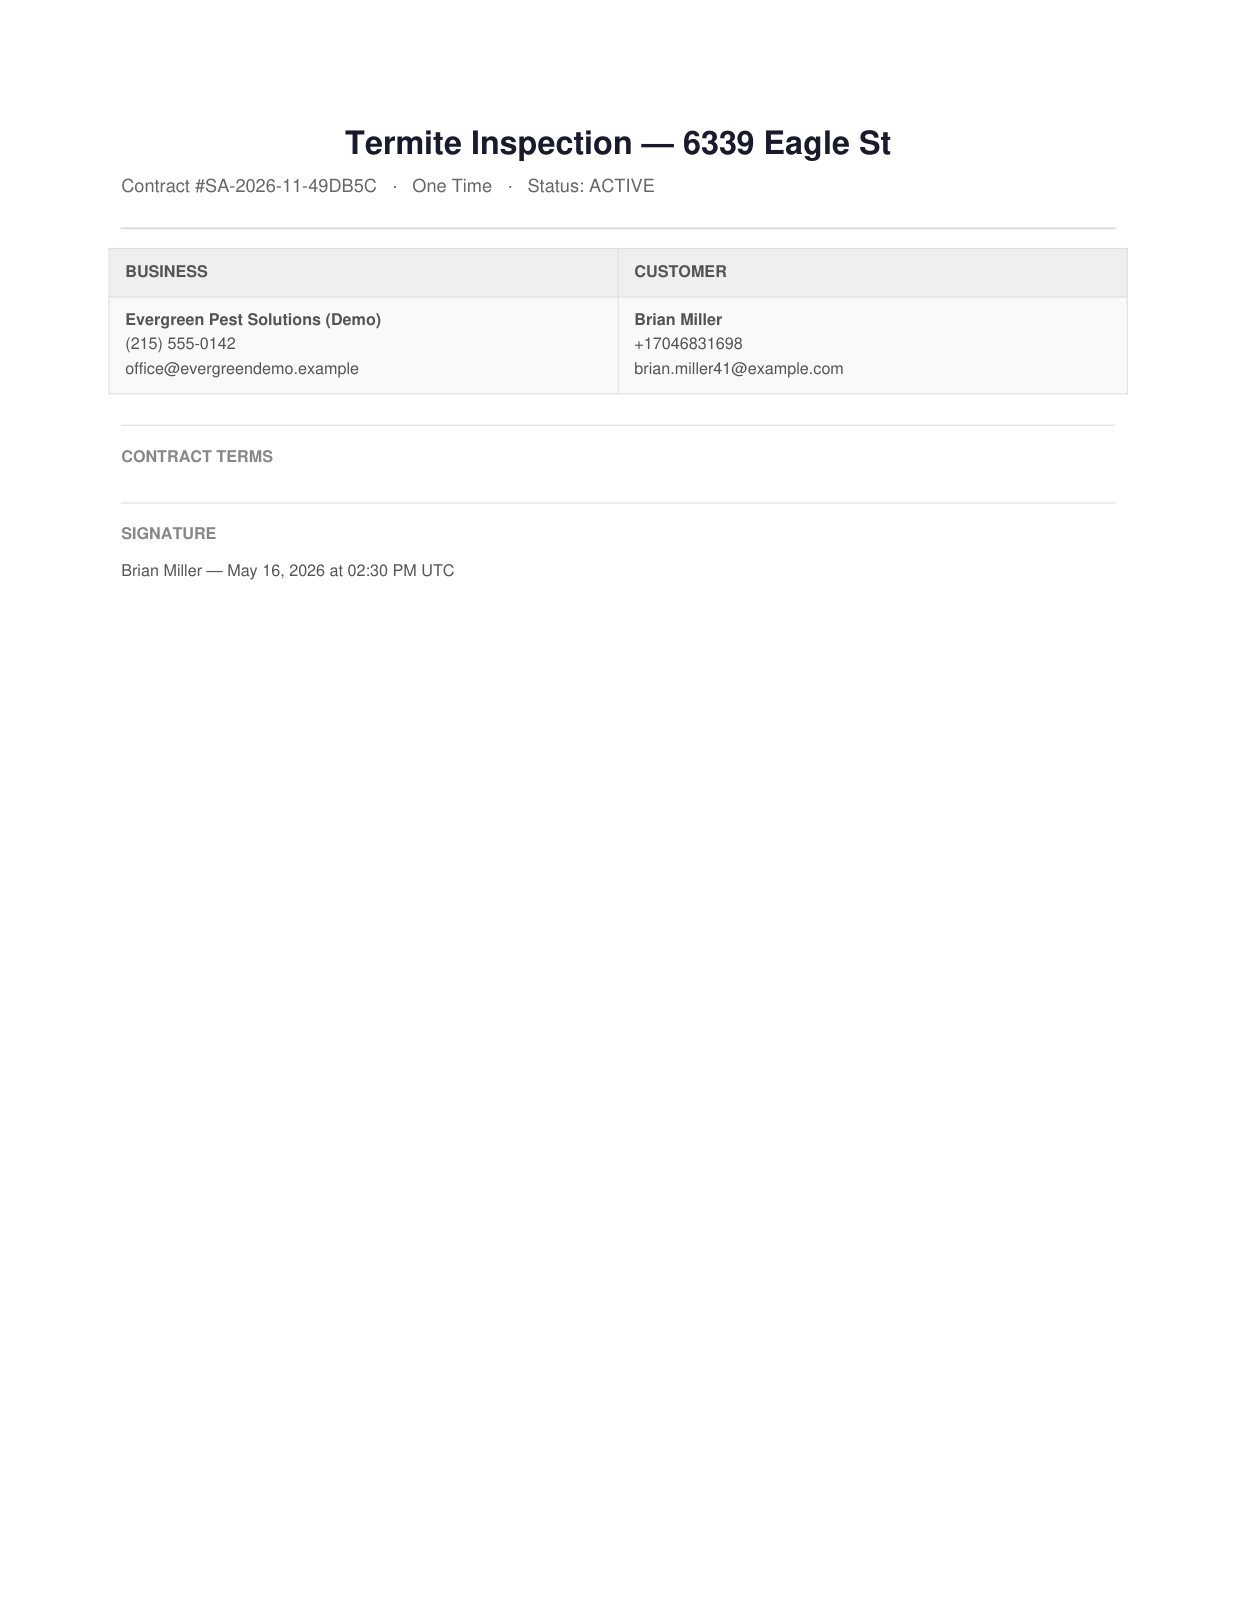 Termite Inspection — 6339 Eagle St
Contract #SA-2026-11-49DB5C · One Time · Status: ACTIVE
BUSINESS
Evergreen Pest Solutions (Demo)
(215) 555-0142
office@evergreendemo.example
CUSTOMER
Brian Miller
+17046831698
brian.miller41@example.com
CONTRACT TERMS
SIGNATURE
Brian Miller — May 16, 2026 at 02:30 PM UTC